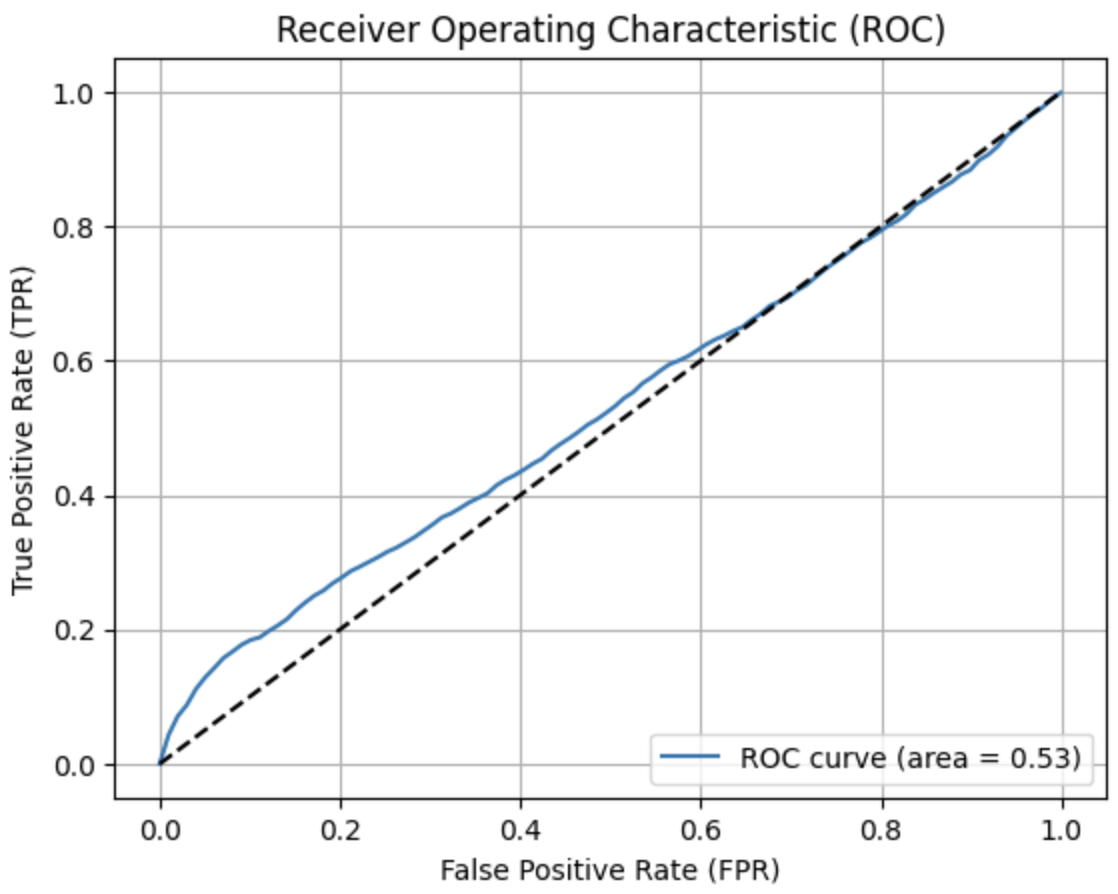 Receiver Operating Characteristic (ROC)
True Positive Rate (TPR)
1.0
0.8
0.6
0.4
0.2
0.0
ROC curve (area = 0.53)
0.0 0.2 0.4 0.6 0.8 1.0
False Positive Rate (FPR)